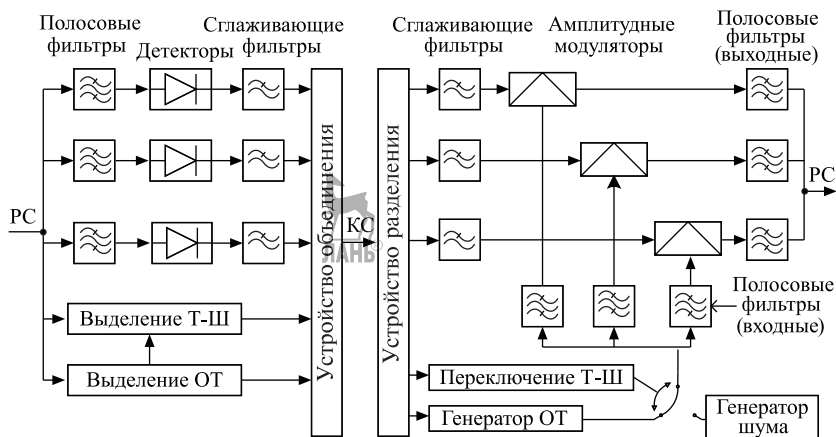 Полосовые
фильтры
Детекторы
Сглаживающие
фильтры
Сглаживающие
фильтры
Амплитудные
модуляторы
Полосовые
фильтры
(выходные)
РС
Устройство объединения
КС
ЛАНЬ®
Устройство разделения
РС
Полосовые
фильтры
(входные)
Выделение Т-Ш
Выделение ОТ
Переключение Т-Ш
Генератор ОТ
Генератор
шума